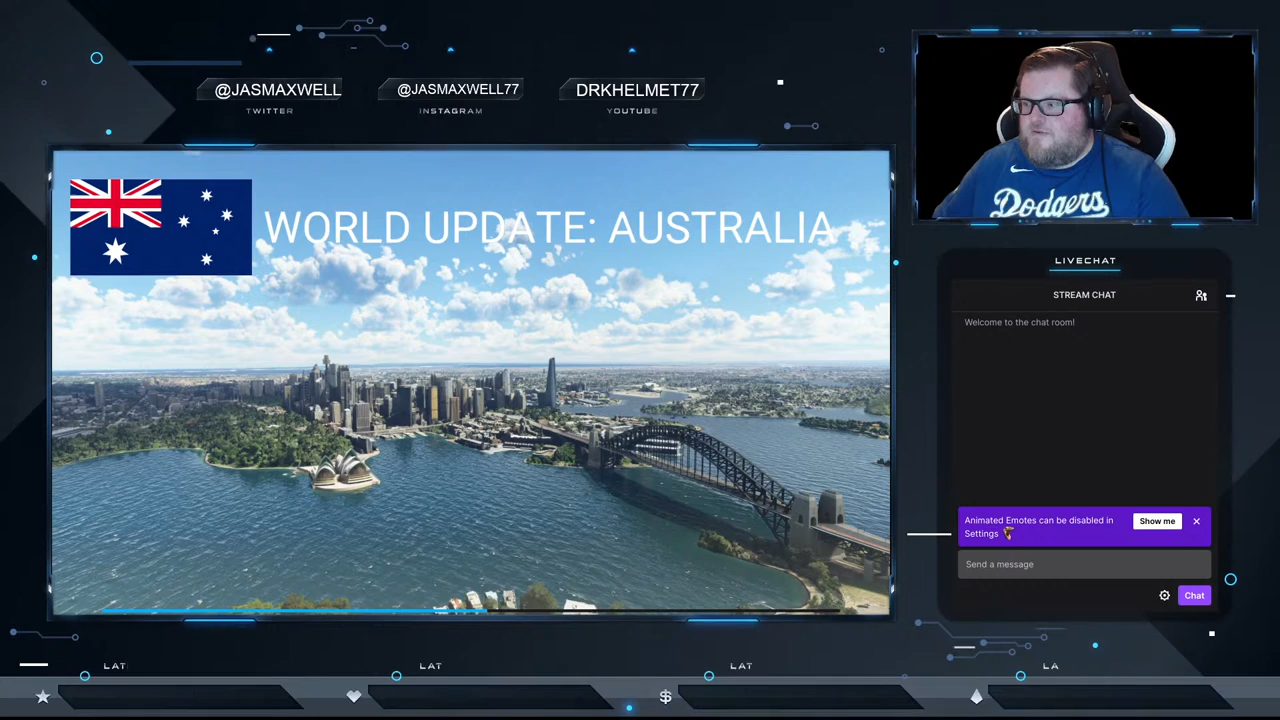 @JASMAXWELL
TWITTER
@JASMAXWELL77
INSTAGRAM
DRKHELMET77
YOUTUBE
WORLD UPDATE: AUSTRALIA
Dodgers
LIVECHAT
STREAM CHAT
Welcome to the chat room!
Animated Emotes can be disabled in
Settings
Show me
Send a message
Chat
LAT
LAT
LAT
LA